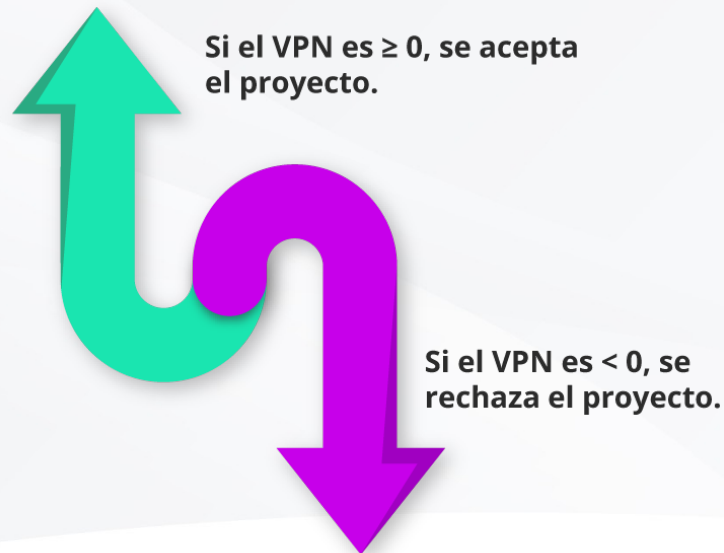 Si el VPN es ≥ 0, se acepta
el proyecto.
Si el VPN es < 0, se
rechaza el proyecto.